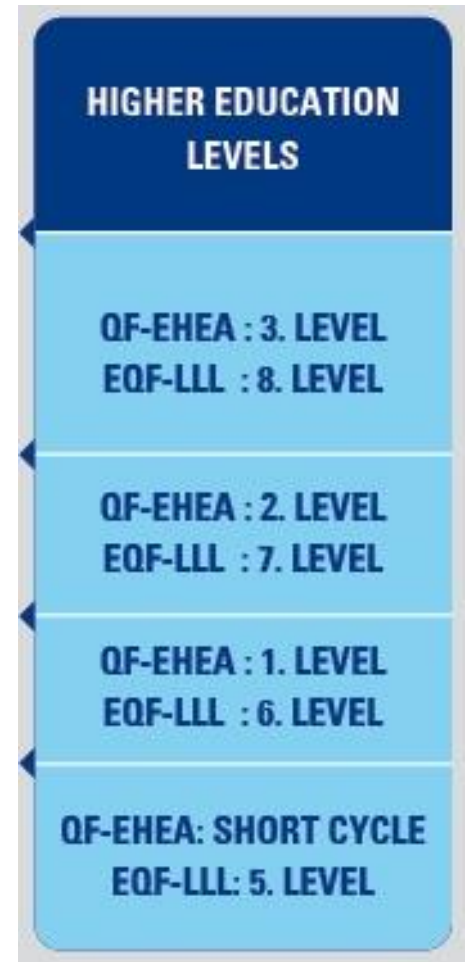 HIGHER EDUCATION
LEVELS
QF-EHEA : 3. LEVEL
EQF-LLL : 8. LEVEL
QF-EHEA : 2. LEVEL
EQF-LLL : 7. LEVEL
QF-EHEA : 1. LEVEL
EQF-LLL : 6. LEVEL
QF-EHEA: SHORT CYCLE
EQF-LLL: 5. LEVEL